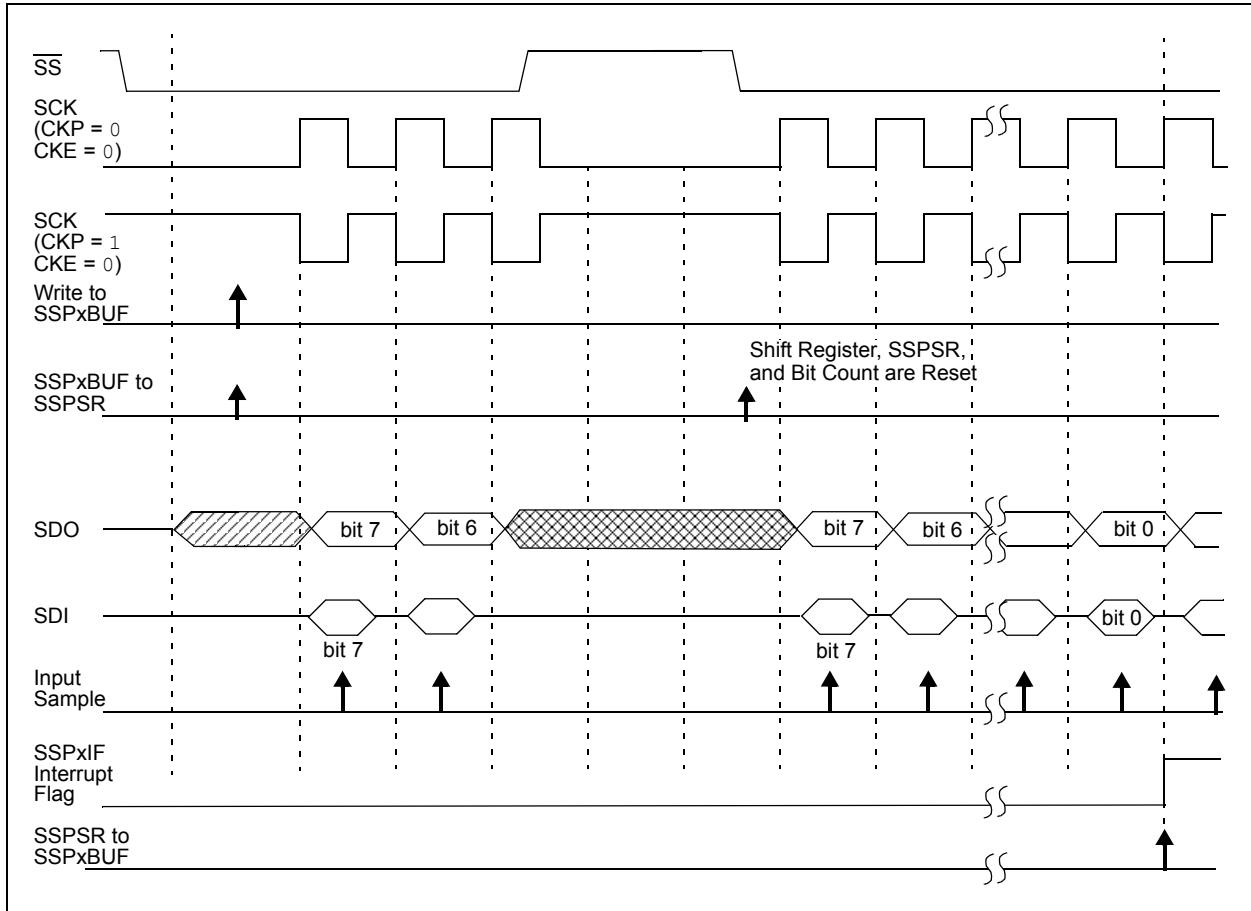 SS
SCK
(CKP = 0
CKE = 0)
SCK
(CKP = 1
CKE = 0)
Write to
SSPxBUF
Shift Register, SSPSR,
and Bit Count are Reset
SSPxBUF to
SSPSR
SDO
bit 7
bit 6
bit 7
bit 6
bit 0
SDI
bit 7
bit 7
bit 0
Input
Sample
SSPxIF
Interrupt
Flag
SSPSR to
SSPxBUF